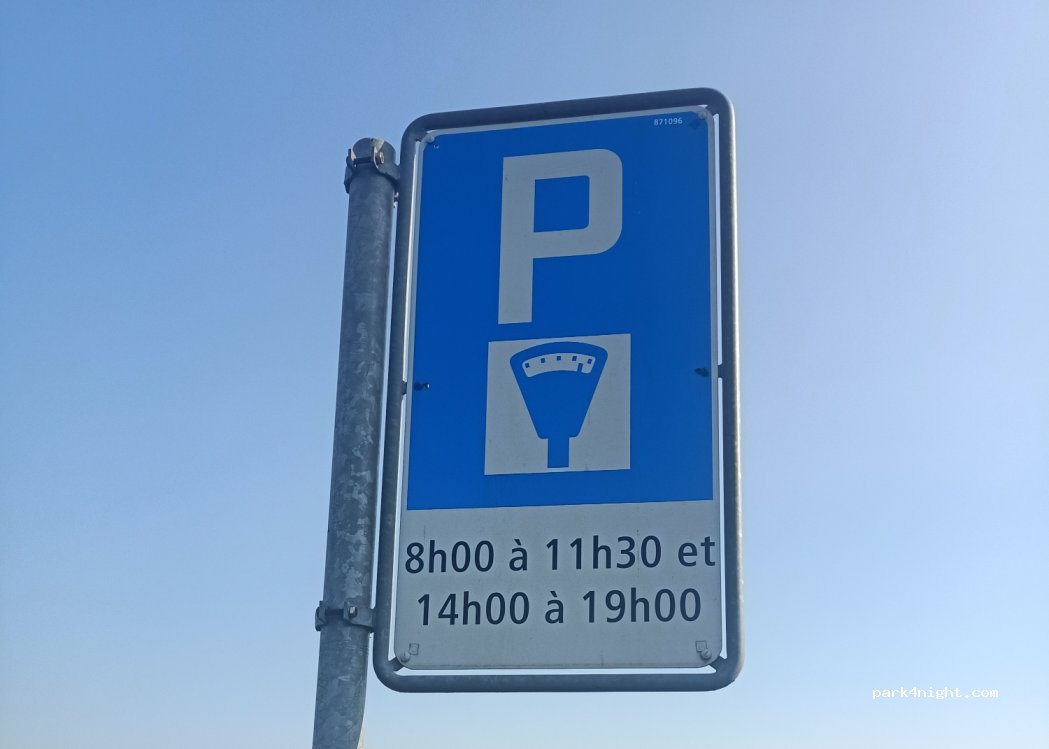 871096
P
8h00 à 11h30 et
14h00 à 19h00
park4night.com